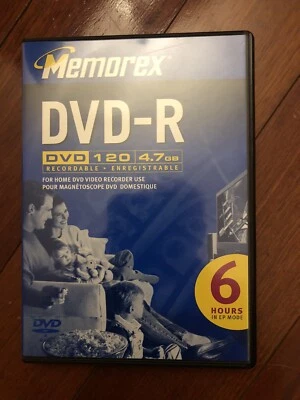 Memorex
DVD-R
DVD 120 4.7GB
RECORDABLE • ENREGISTRABLE
FOR HOME DVD VIDEO RECORDER USE
POUR MAGNÉTOSCOPE DVD DOMESTIQUE
6
HOURS
IN EP MODE
DVD